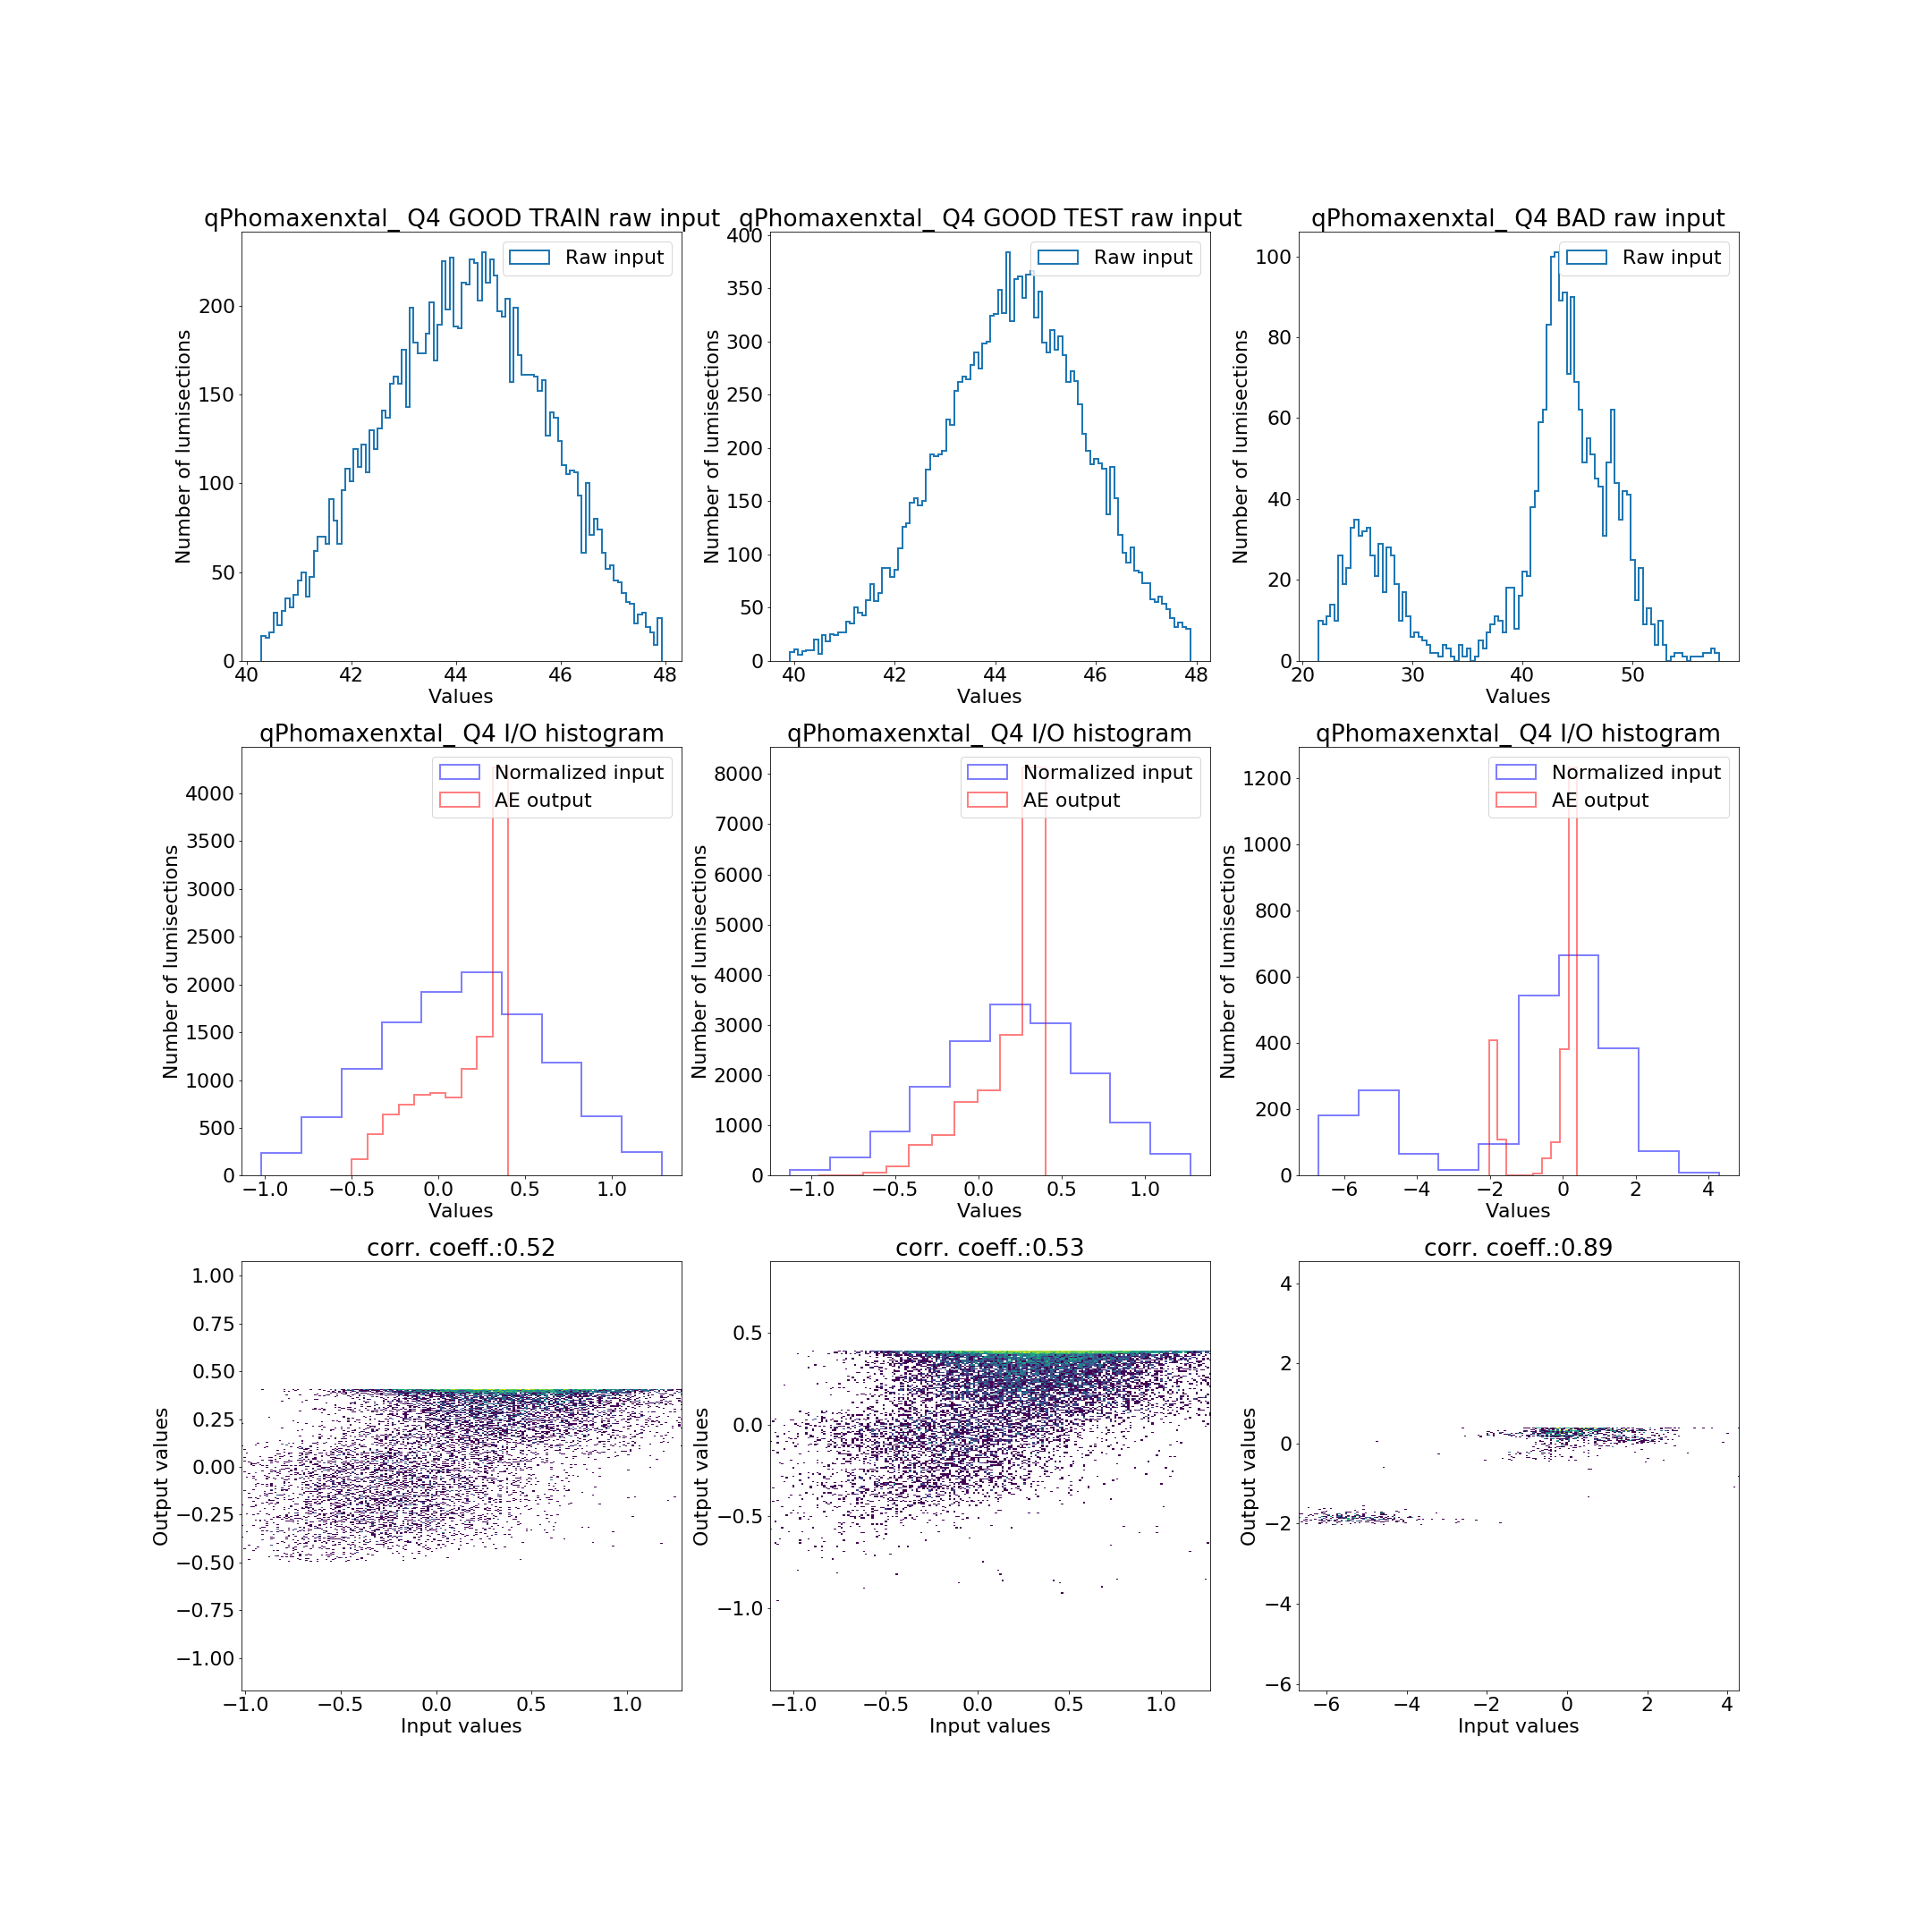 qPhomaxenxtal_ Q4 GOOD TRAIN raw input
Raw input
Number of lumisections
200
150
100
50
0
40 42 44 46 48
Values
qPhomaxenxtal_ Q4 GOOD TEST raw input
Raw input
Number of lumisections
400
350
300
250
200
150
100
50
0
40 42 44 46 48
Values
qPhomaxenxtal_ Q4 BAD raw input
Raw input
Number of lumisections
100
80
60
40
20
0
20 30 40 50
Values
qPhomaxenxtal_ Q4 I/O histogram
Normalized input
AE output
Number of lumisections
4000
3500
3000
2500
2000
1500
1000
500
0
−1.0 −0.5 0.0 0.5 1.0
Values
qPhomaxenxtal_ Q4 I/O histogram
Normalized input
AE output
Number of lumisections
8000
7000
6000
5000
4000
3000
2000
1000
0
−1.0 −0.5 0.0 0.5 1.0
Values
qPhomaxenxtal_ Q4 I/O histogram
Normalized input
AE output
Number of lumisections
1200
1000
800
600
400
200
0
−6 −4 −2 0 2 4
Values
corr. coeff.:0.52
Output values
1.00
0.75
0.50
0.25
0.00
−0.25
−0.50
−0.75
−1.00
−1.0 −0.5 0.0 0.5 1.0
Input values
corr. coeff.:0.53
Output values
0.5
0.0
−0.5
−1.0
−1.0 −0.5 0.0 0.5 1.0
Input values
corr. coeff.:0.89
Output values
4
2
0
−2
−4
−6
−6 −4 −2 0 2 4
Input values